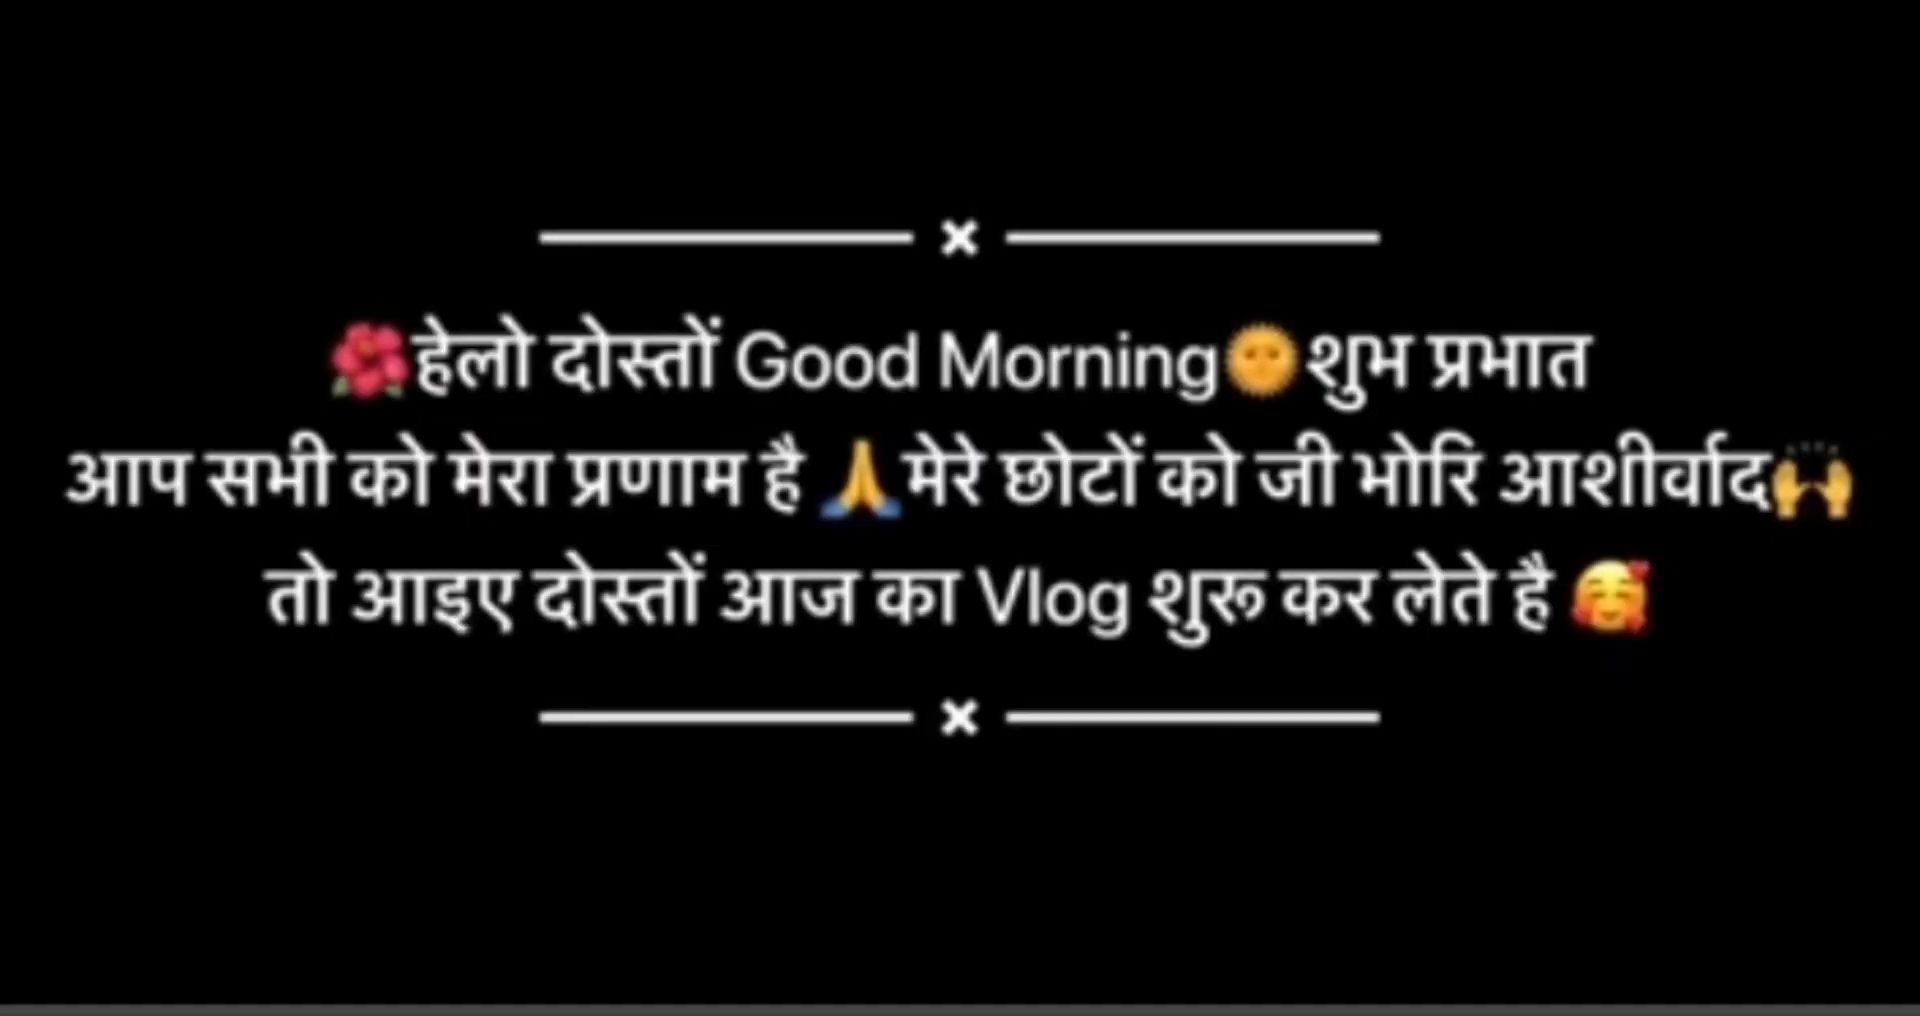 ——— × ———
🌺हेलो दोस्तों Good Morning🌞शुभ प्रभात
आप सभी को मेरा प्रणाम है 🙏मेरे छोटों को जी भोरि आशीर्वाद🙌
तो आइए दोस्तों आज का Vlog शुरू कर लेते है 🥰
——— × ———